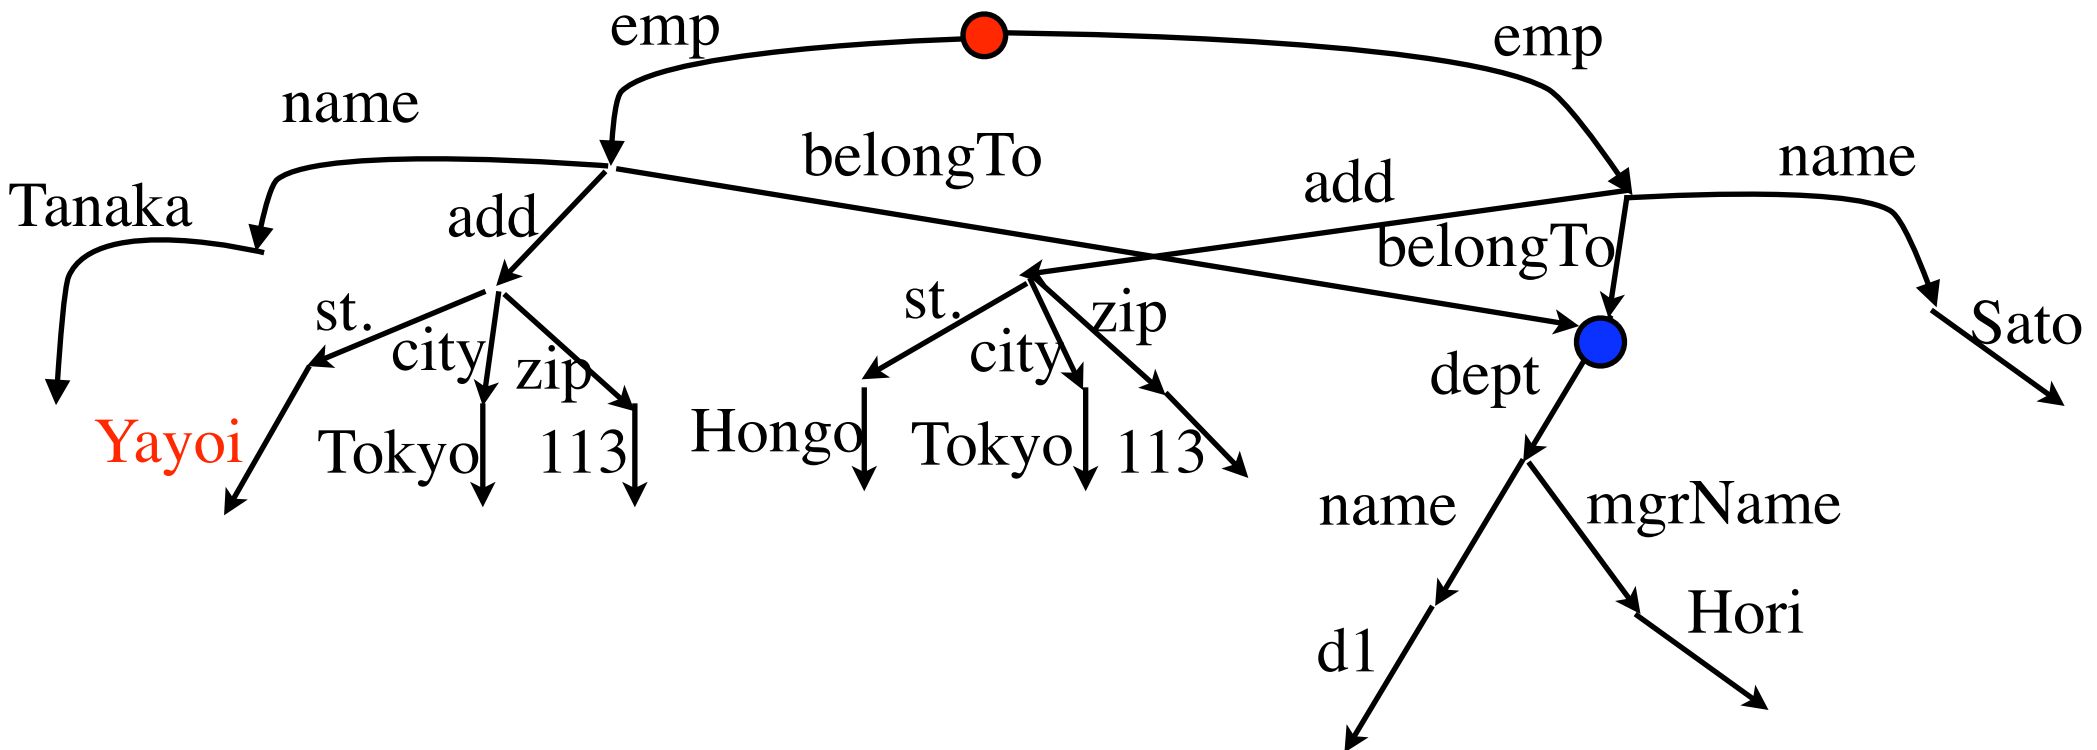 emp
emp
name
belongTo
add
name
Tanaka
add
belongTo
st.
city
zip
st.
city
zip
Sato
dept
Yayoi
Tokyo
113
Hongo
Tokyo
113
name
mgrName
d1
Hori